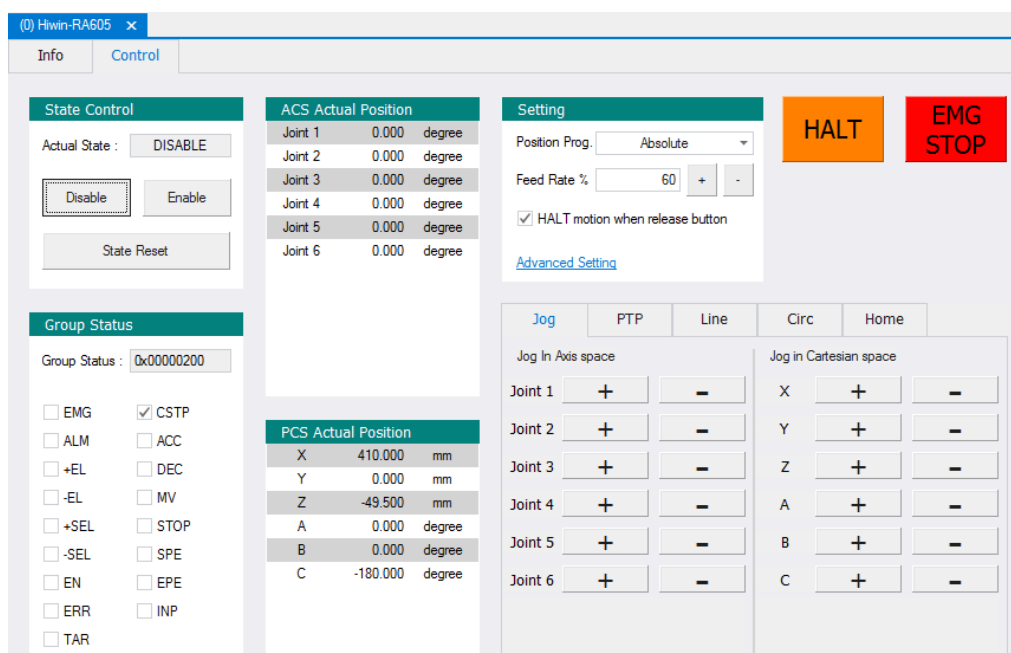 (0) Hiwin-RA605 ×
Info Control
State Control
Actual State : DISABLE
Disable Enable
State Reset
Group Status
Group Status : 0x00000200
EMG CSTP
ALM ACC
+EL DEC
-EL MV
+SEL STOP
-SEL SPE
EN EPE
ERR INP
TAR
ACS Actual Position
Joint 1 0.000 degree
Joint 2 0.000 degree
Joint 3 0.000 degree
Joint 4 0.000 degree
Joint 5 0.000 degree
Joint 6 0.000 degree
PCS Actual Position
X 410.000 mm
Y 0.000 mm
Z -49.500 mm
A 0.000 degree
B 0.000 degree
C -180.000 degree
Setting
Position Prog. Absolute
Feed Rate % 60 + -
HALT motion when release button
Advanced Setting
HALT
EMG
STOP
Jog PTP Line Circ Home
Jog In Axis space
Joint 1 + -
Joint 2 + -
Joint 3 + -
Joint 4 + -
Joint 5 + -
Joint 6 + -
Jog in Cartesian space
X + -
Y + -
Z + -
A + -
B + -
C + -